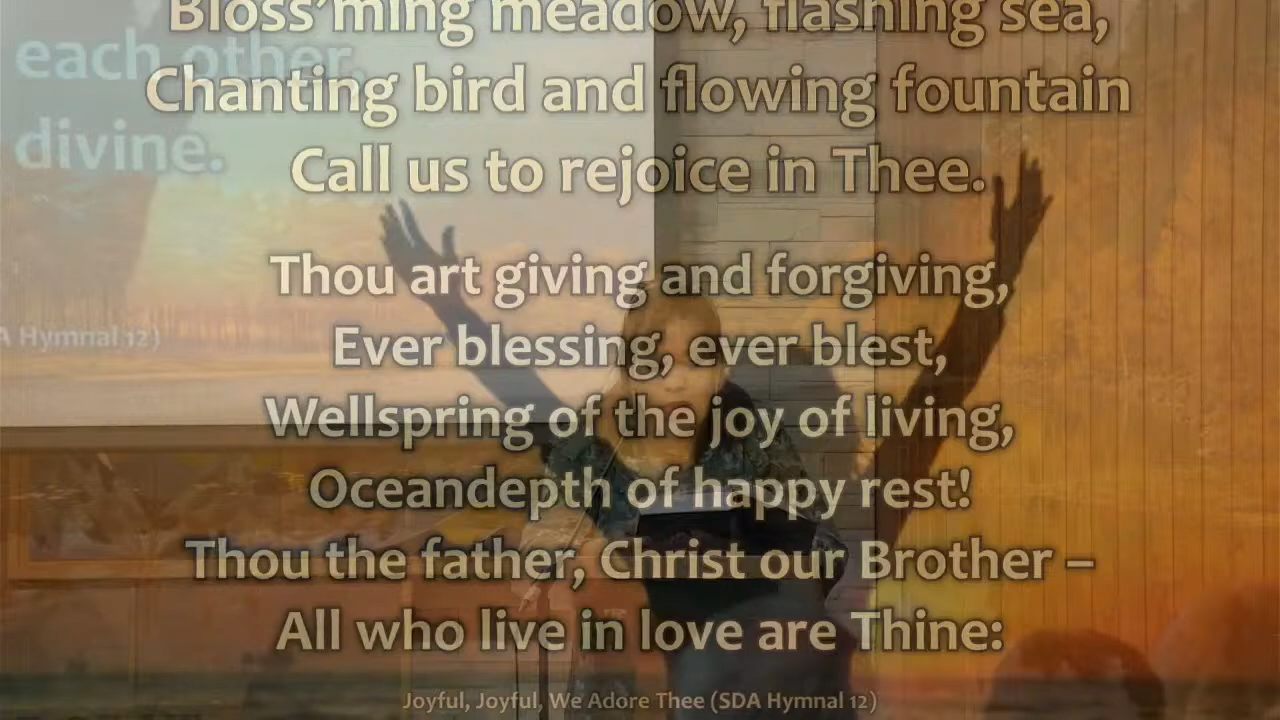 Bloss'ming meadow, flashing sea,
each other,
Chanting bird and flowing fountain
divine.
Call us to rejoice in Thee.
Thou art giving and forgiving,
A Hymnal 12)
Ever blessing, ever blest,
Wellspring of the joy of living,
Oceandepth of happy rest!
Thou the father, Christ our Brother –
All who live in love are Thine:
Joyful, Joyful, We Adore Thee (SDA Hymnal 12)